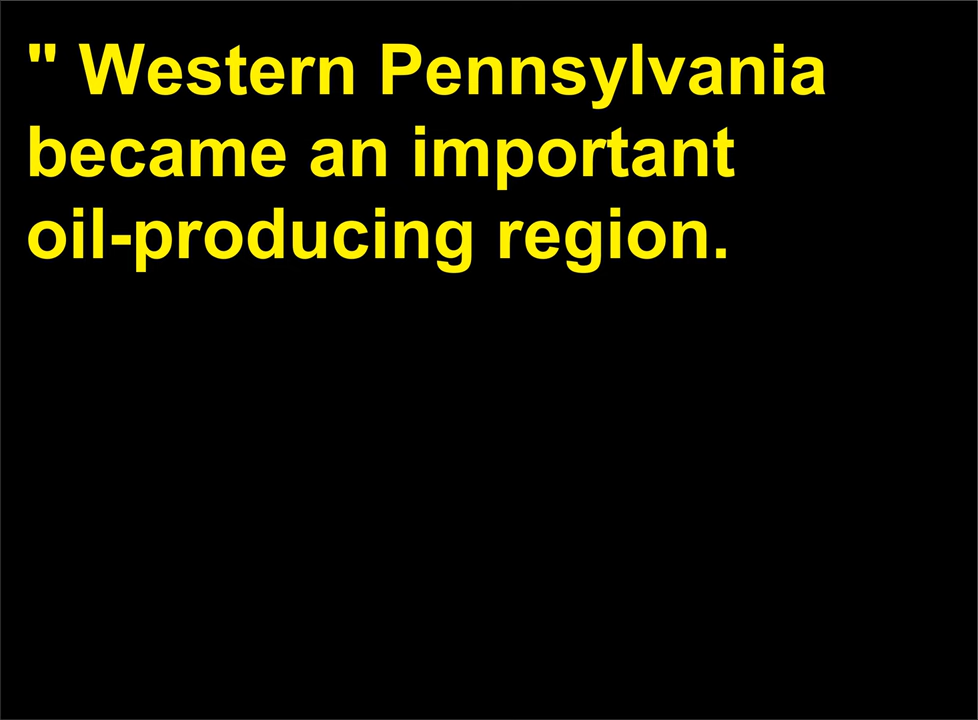 " Western Pennsylvania
became an important
oil-producing region.